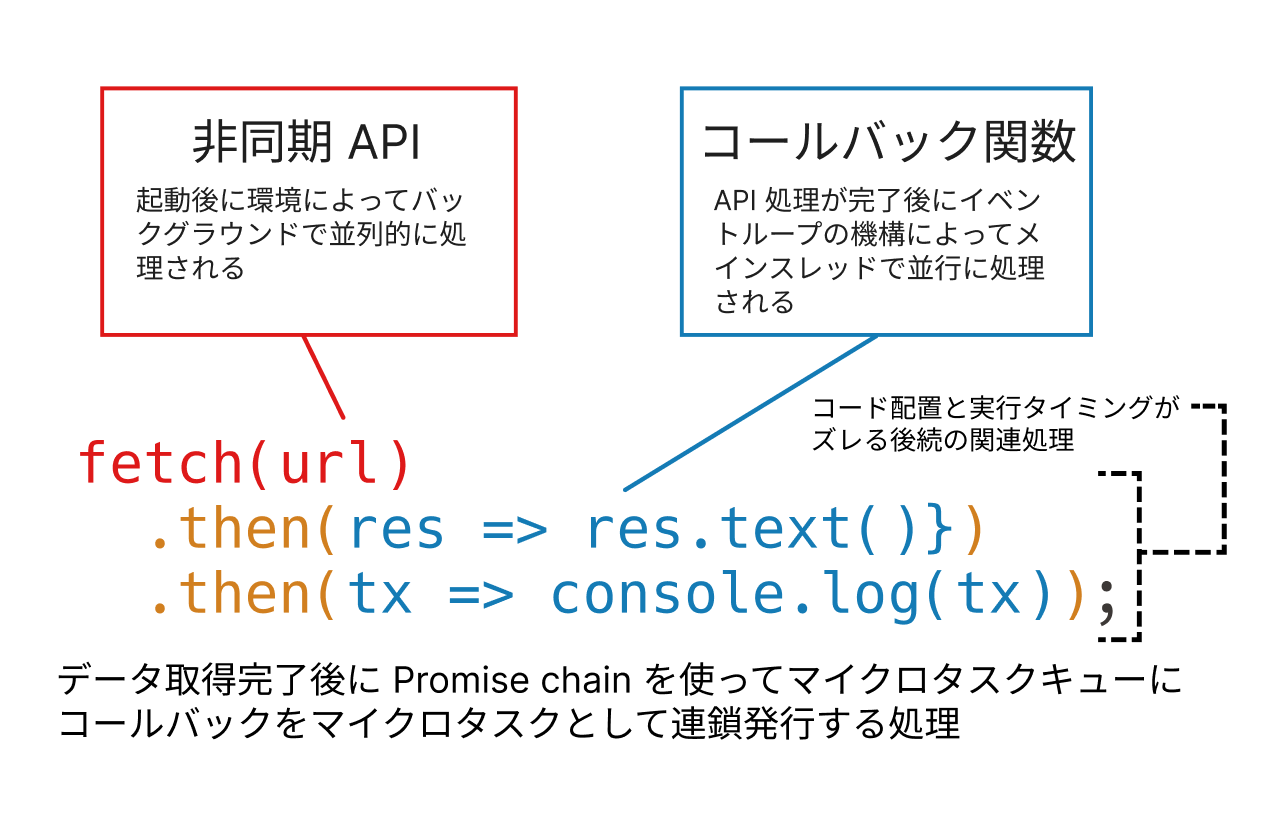 非同期 API
起動後に環境によってバッ
クグラウンドで並列的に処
理される
コールバック関数
API 処理が完了後にイベン
トループの機構によってメ
インスレッドで並行に処理
される
コード配置と実行タイミングが
ズレる後続の関連処理
fetch(url)
.then(res => res.text()})
.then(tx => console.log(tx));
データ取得完了後に Promise chain を使ってマイクロタスクキューに
コールバックをマイクロタスクとして連鎖発行する処理